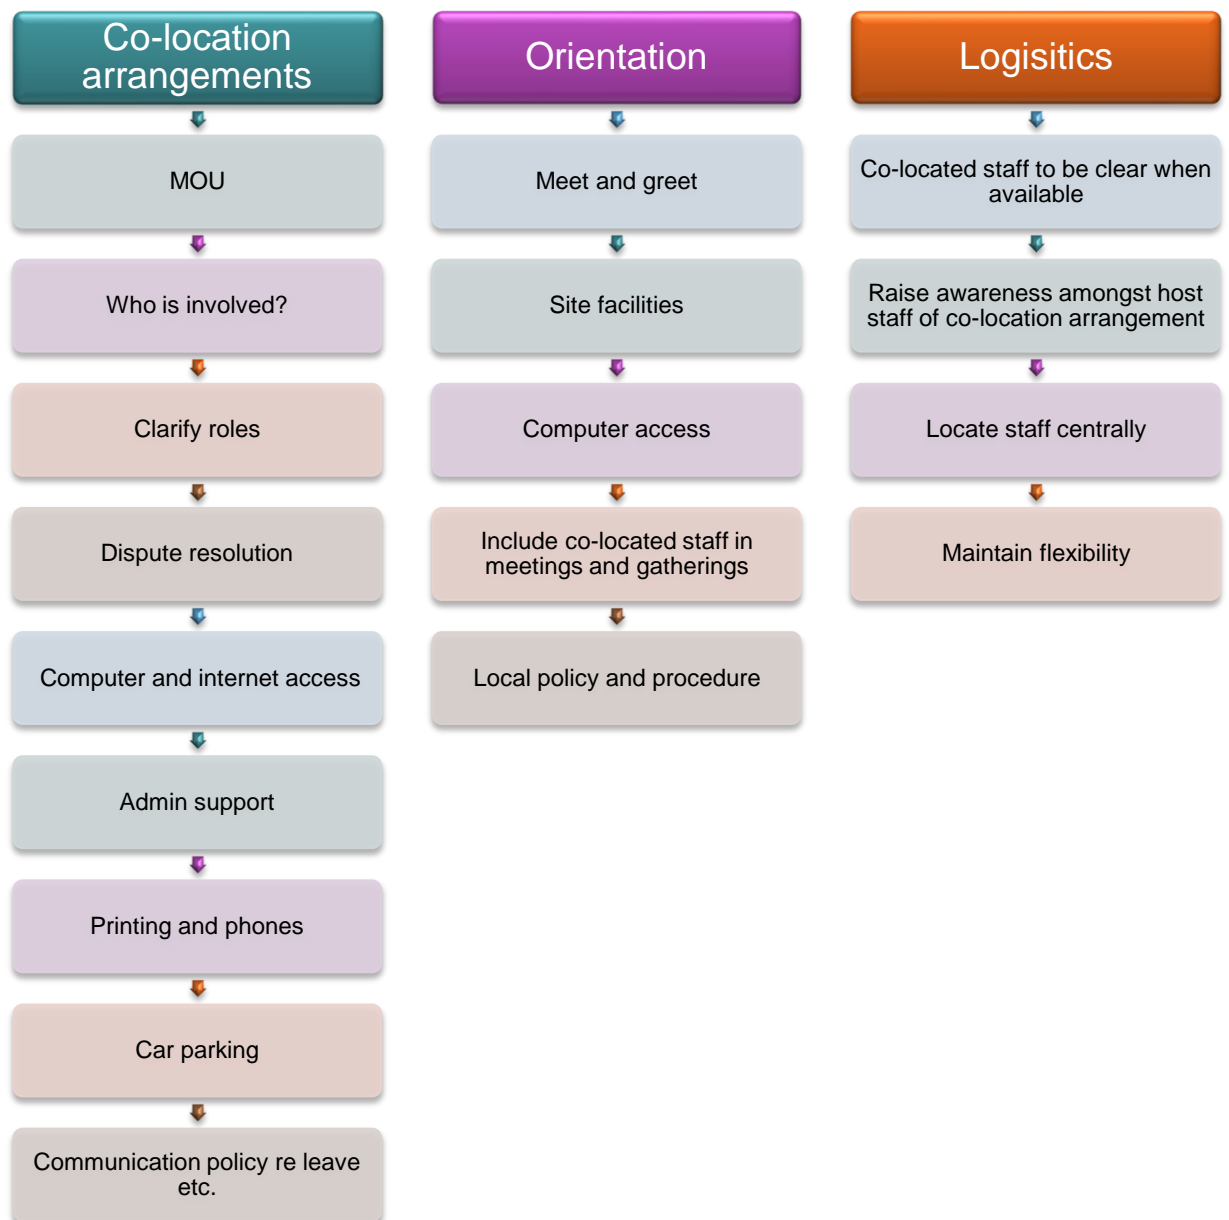 Co-location
arrangements
MOU
Who is involved?
Clarify roles
Dispute resolution
Computer and internet access
Admin support
Printing and phones
Car parking
Communication policy re leave
etc.
Orientation
Meet and greet
Site facilities
Computer access
Include co-located staff in
meetings and gatherings
Local policy and procedure
Logisitics
Co-located staff to be clear when
available
Raise awareness amongst host
staff of co-location arrangement
Locate staff centrally
Maintain flexibility